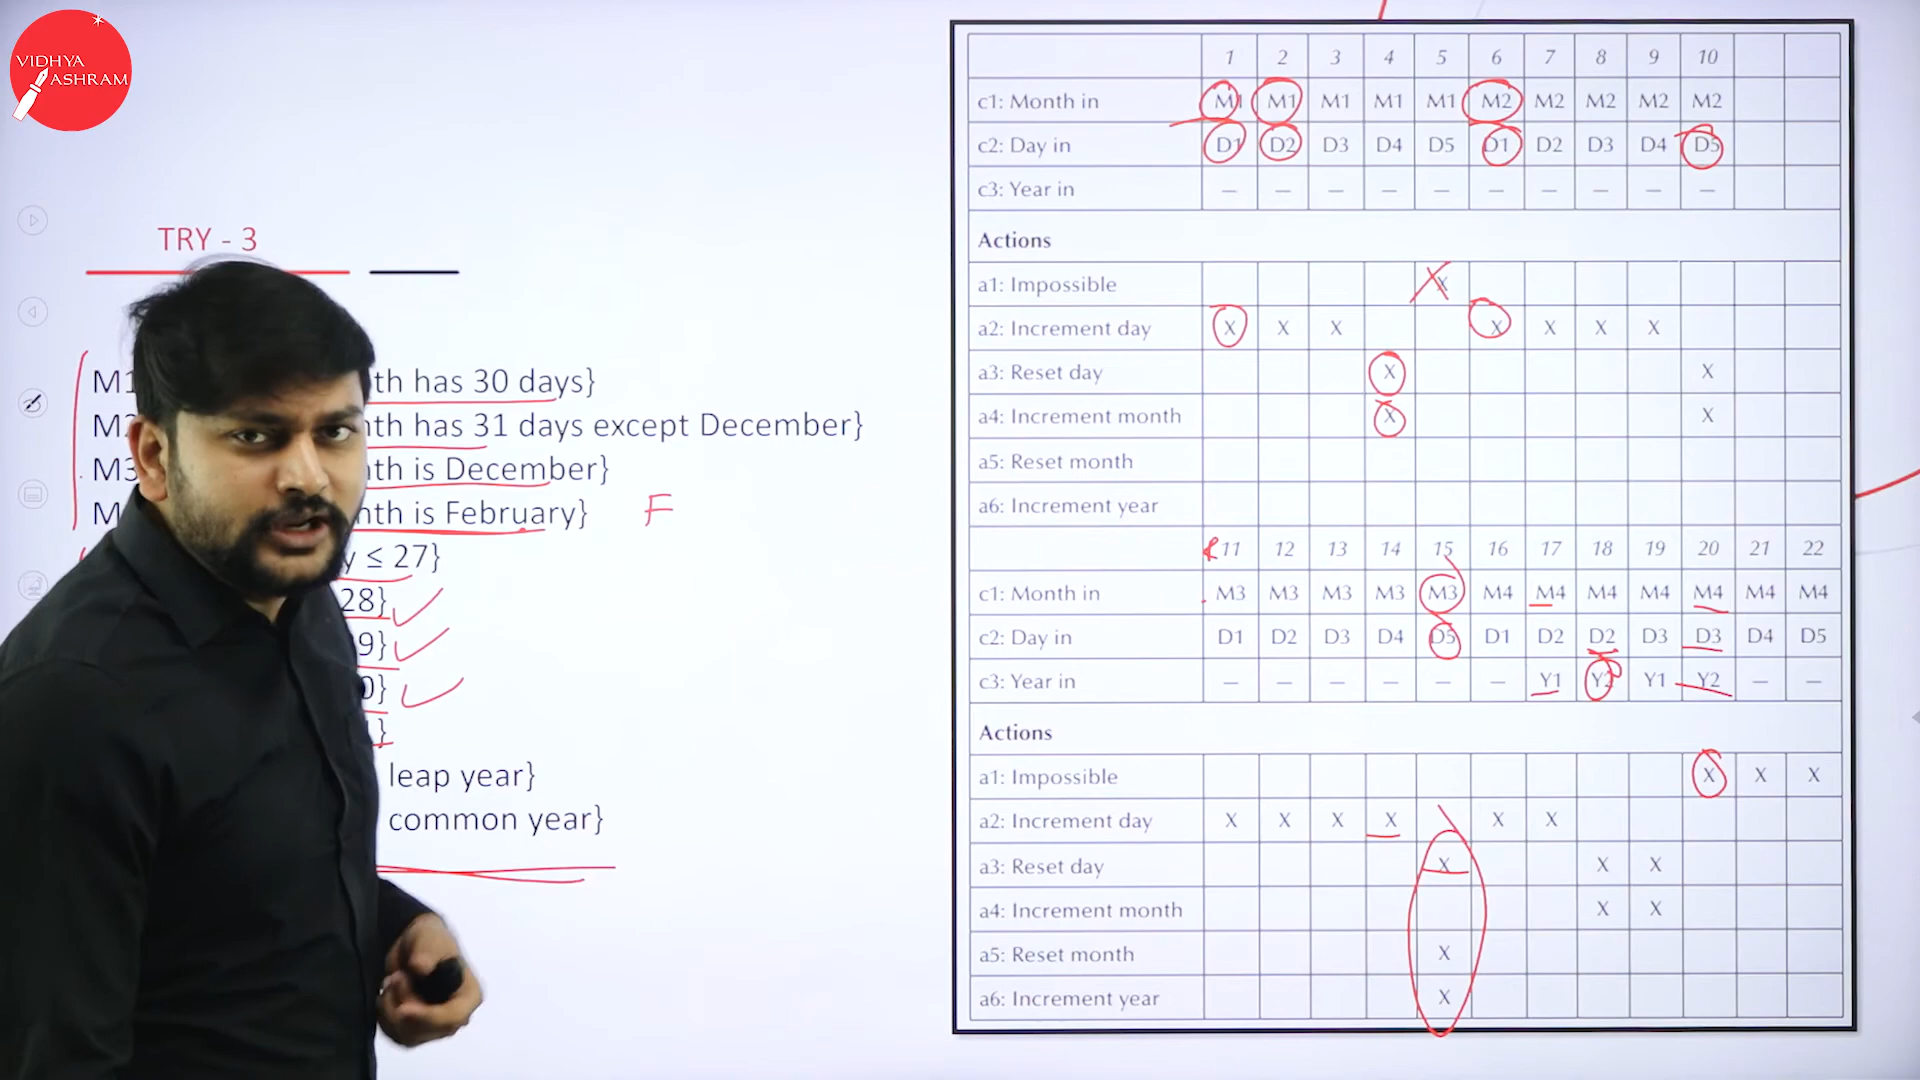 VIDHYA
ASHRAM
TRY - 3
M1 th has 30 days}
nth has 31 days except December}
M3 th is December}
nth is February} F
y ≤ 27}
28}
9}
0}
}
leap year}
common year}
1 2 3 4 5 6 7 8 9 10
c1: Month in M1 M1 M1 M1 M1 M2 M2 M2 M2 M2
c2: Day in D1 D2 D3 D4 D5 D1 D2 D3 D4 D5
c3: Year in — — — — — — — — — —
Actions
a1: Impossible X
a2: Increment day X X X X X X X
a3: Reset day X X
a4: Increment month X X
a5: Reset month
a6: Increment year
11 12 13 14 15 16 17 18 19 20 21 22
c1: Month in M3 M3 M3 M3 M3 M4 M4 M4 M4 M4 M4 M4
c2: Day in D1 D2 D3 D4 D5 D1 D2 D2 D3 D3 D4 D5
c3: Year in — — — — — — Y1 Y2 Y1 Y2 — —
Actions
a1: Impossible X X X
a2: Increment day X X X X X X
a3: Reset day X X X
a4: Increment month X X
a5: Reset month X
a6: Increment year X